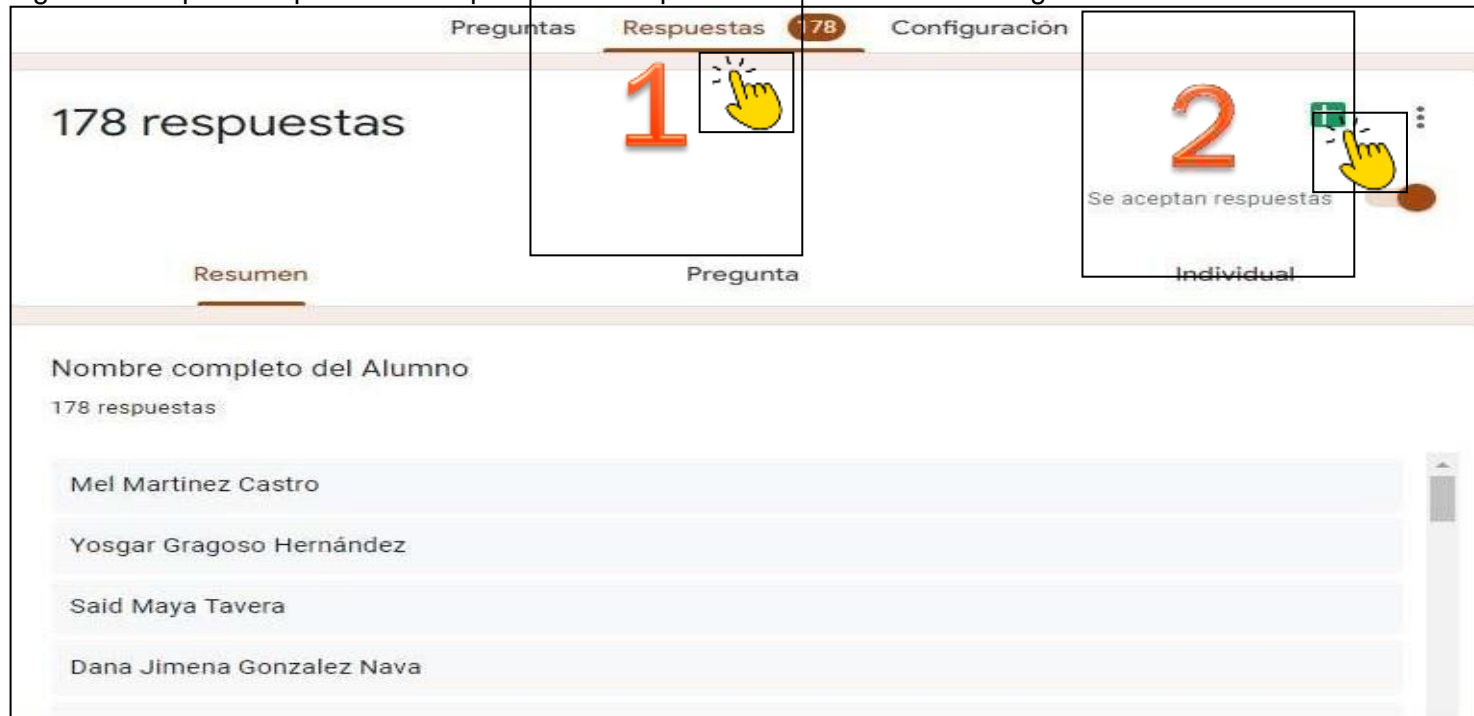 Preguntas Respuestas 178 Configuración
178 respuestas
1
2
Se aceptan respuestas
Resumen Pregunta Individual
Nombre completo del Alumno
178 respuestas
Mel Martinez Castro
Yosgar Gragoso Hernández
Said Maya Tavera
Dana Jimena Gonzalez Nava